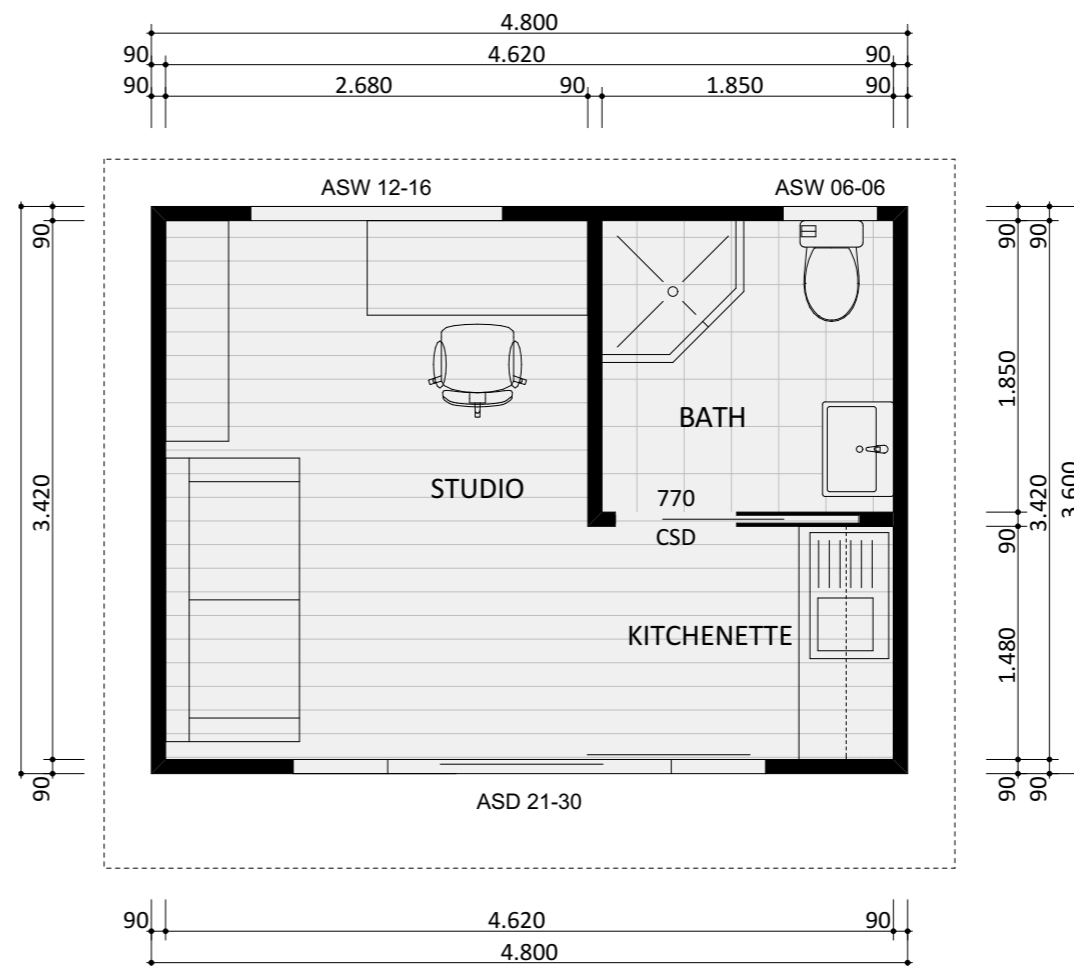 4.800
90 4.620 90
90 2.680 90 1.850 90
ASW 12-16 ASW 06-06
90 90 90
1.850
BATH
STUDIO 770
3.420 3.420 3.600
CSD 90
KITCHENETTE 1.480
90 90 90
ASD 21-30
90 4.620 90
4.800